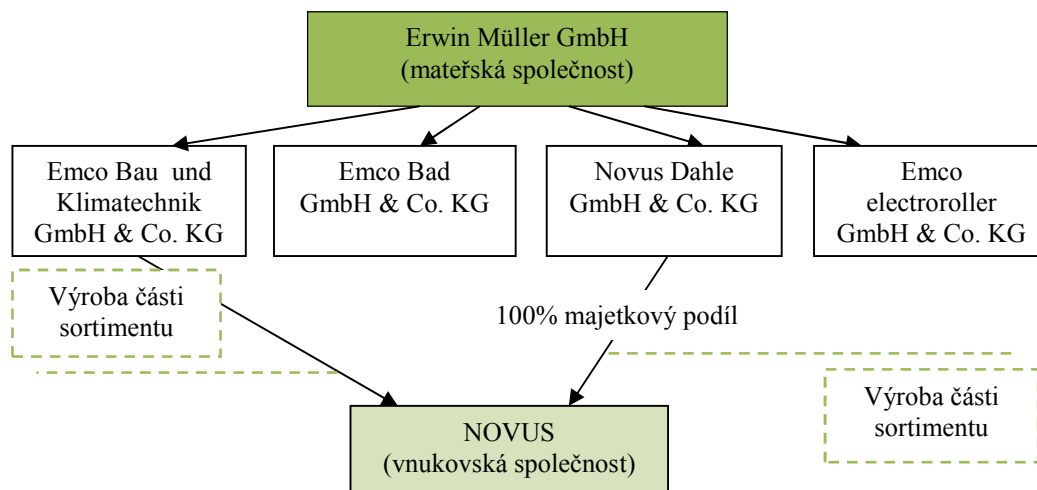 Erwin Müller GmbH
(mateřská společnost)
Emco Bau und
Klimatechnik
GmbH & Co. KG
Emco Bad
GmbH & Co. KG
Novus Dahle
GmbH & Co. KG
Emco
electroroller
GmbH & Co. KG
Výroba části
sortimentu
100% majetkový podíl
Výroba části
sortimentu
NOVUS
(vnukovská společnost)